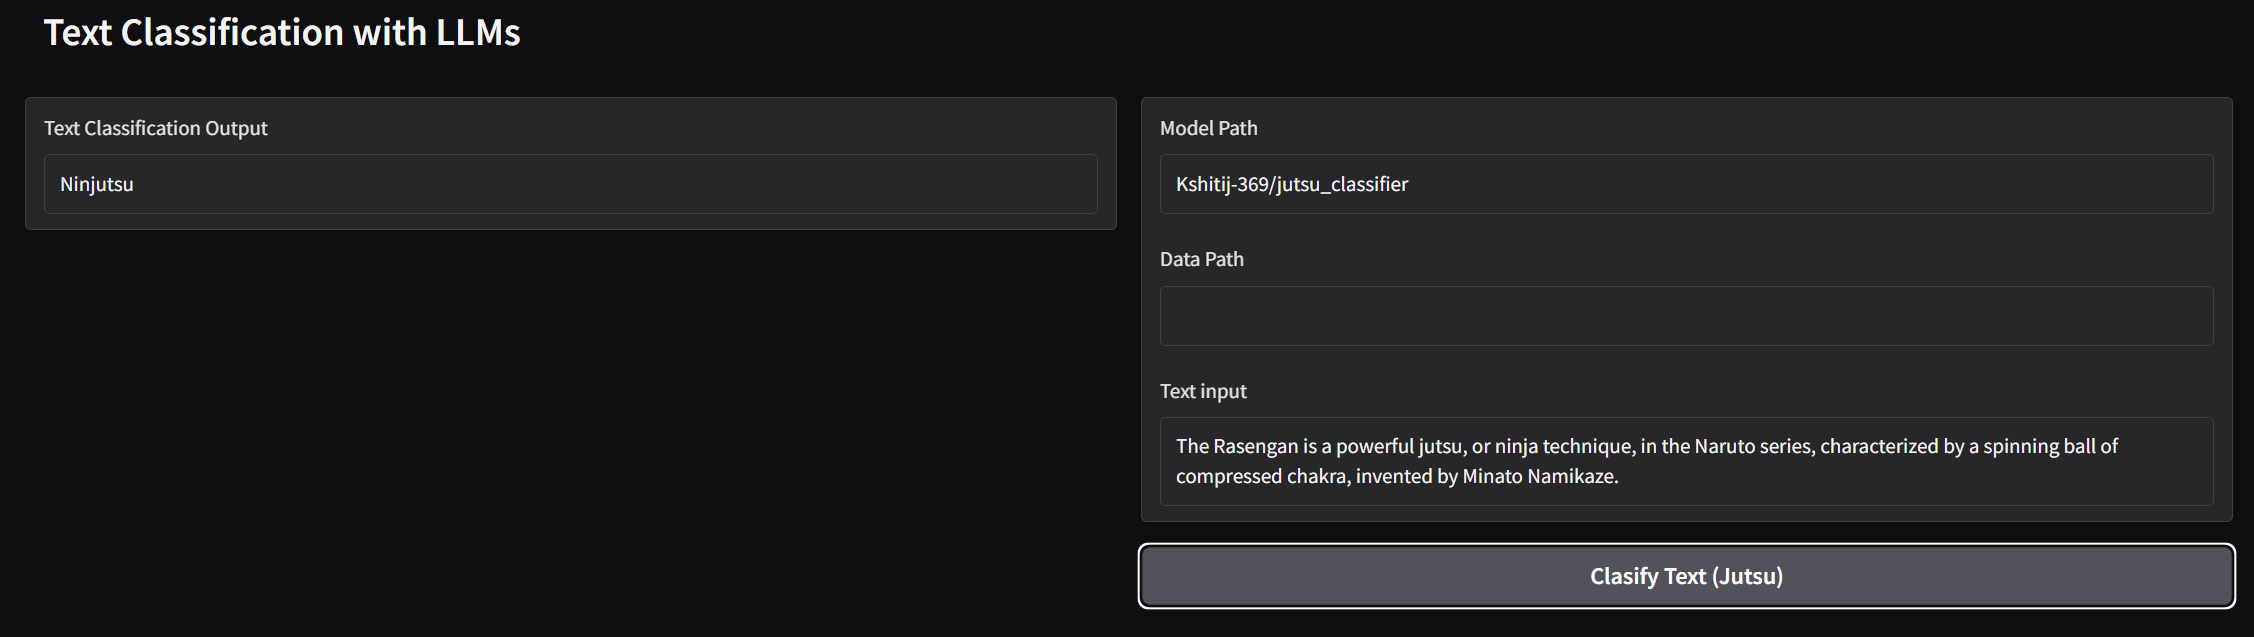 Text Classification with LLMs
Text Classification Output
Ninjutsu
Model Path
Kshitij-369/jutsu_classifier
Data Path
Text input
The Rasengan is a powerful jutsu, or ninja technique, in the Naruto series, characterized by a spinning ball of
compressed chakra, invented by Minato Namikaze.
Clasify Text (Jutsu)